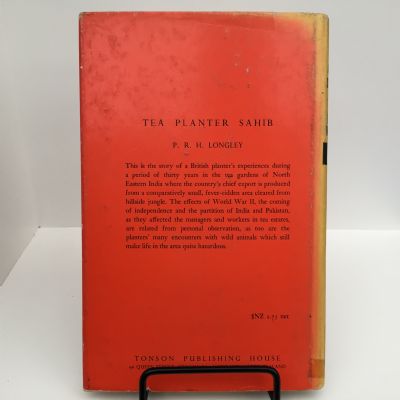 TEA PLANTER SAHIB
P. R. H. LONGLEY
This is the story of a British planter's experiences during
a period of thirty years in the tea gardens of North
Eastern India where the country's chief export is produced
from a comparatively small, fever-ridden area cleared from
hillside jungle. The effects of World War II, the coming
of independence and the partition of India and Pakistan,
as they affected the managers and workers in tea estates,
are related from personal observation, as too are the
planters' many encounters with wild animals which still
make life in the area quite hazardous.
$NZ 2.75 net
TONSON PUBLISHING HOUSE